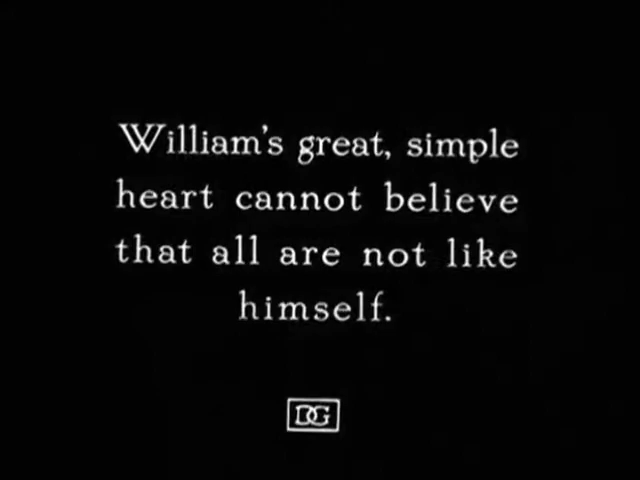 William's great, simple
heart cannot believe
that all are not like
himself.
DG